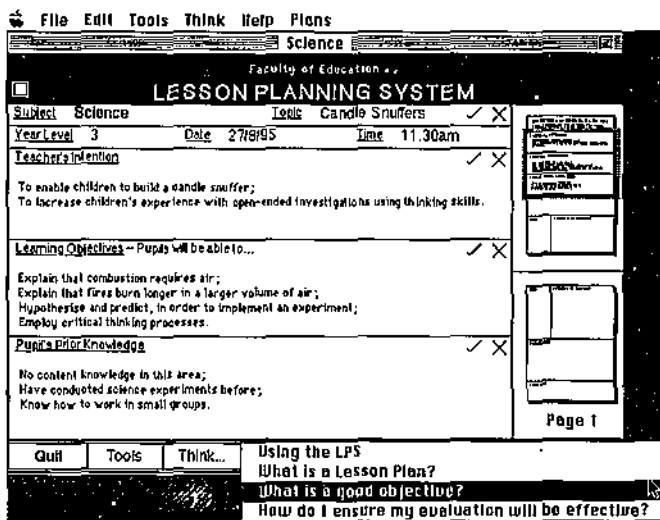 File Edit Tools Think Help Plans
Science
Faculty of Education
LESSON PLANNING SYSTEM
Subject Science Topic Candle Snuffers
Year Level 3 Date 27/9/95 Time 11.30am
Teacher's Intention
To enable children to build a candle snuffer;
To increase children's experience with open-ended investigations using thinking skills.
Learning Objectives - Pupils will be able to...
Explain that combustion requires air;
Explain that fires burn longer in a larger volume of air;
Hypothesise and predict, in order to implement an experiment;
Employ critical thinking processes.
Pupil's Prior Knowledge
No content knowledge in this area;
Have conducted science experiments before;
Know how to work in small groups.
Page 1
Quit Tools Think...
Using the LPS
What is a Lesson Plan?
What is a good objective?
How do I ensure my evaluation will be effective?